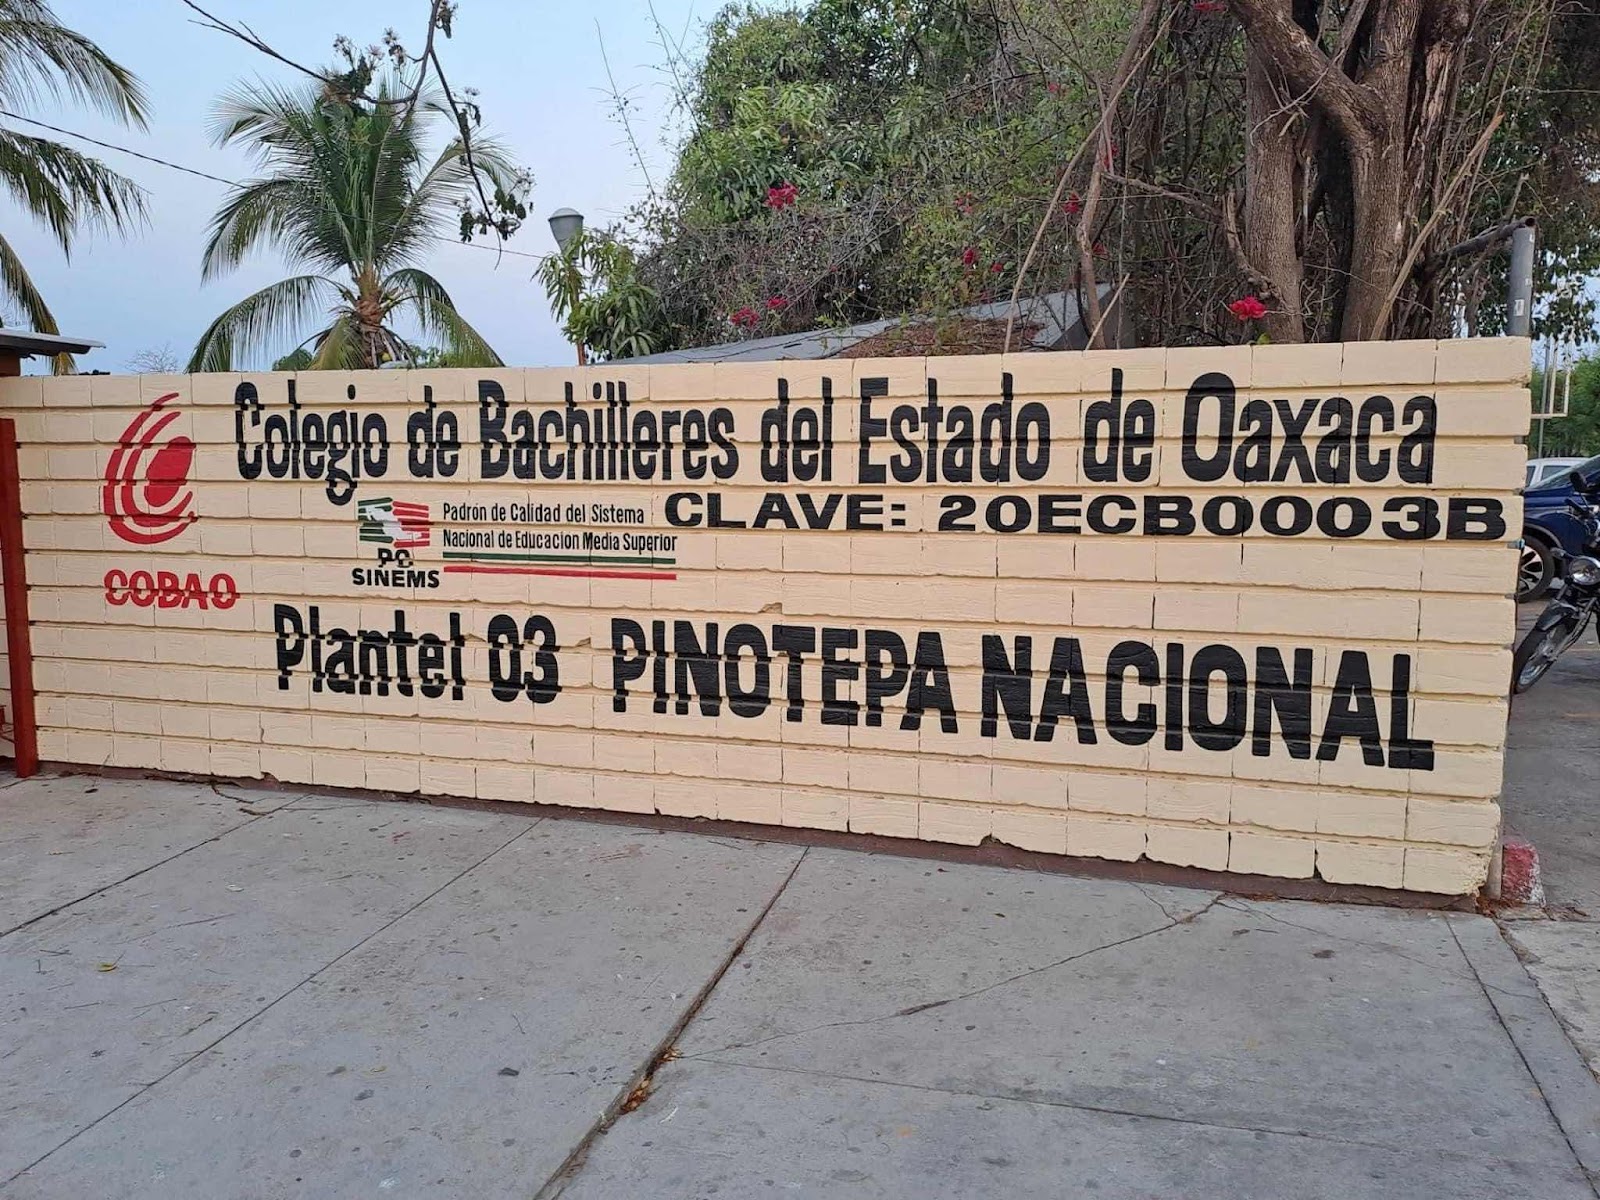 Colegio de Bachilleres del Estado de Oaxaca
CLAVE: 20ECB0003B
Padrón de Calidad del Sistema
Nacional de Educacion Media Superior
PC
SINEMS
COBAO
Plantel 03 PINOTEPA NACIONAL